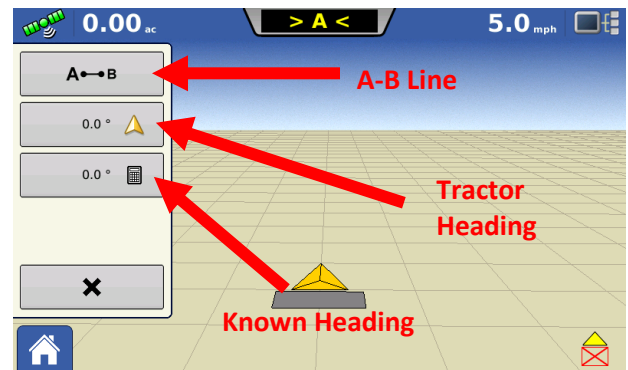 0.00 ac
> A < 
5.0 mph
A B
A-B Line
0.0 °
0.0 °
Tractor
Heading
Known Heading